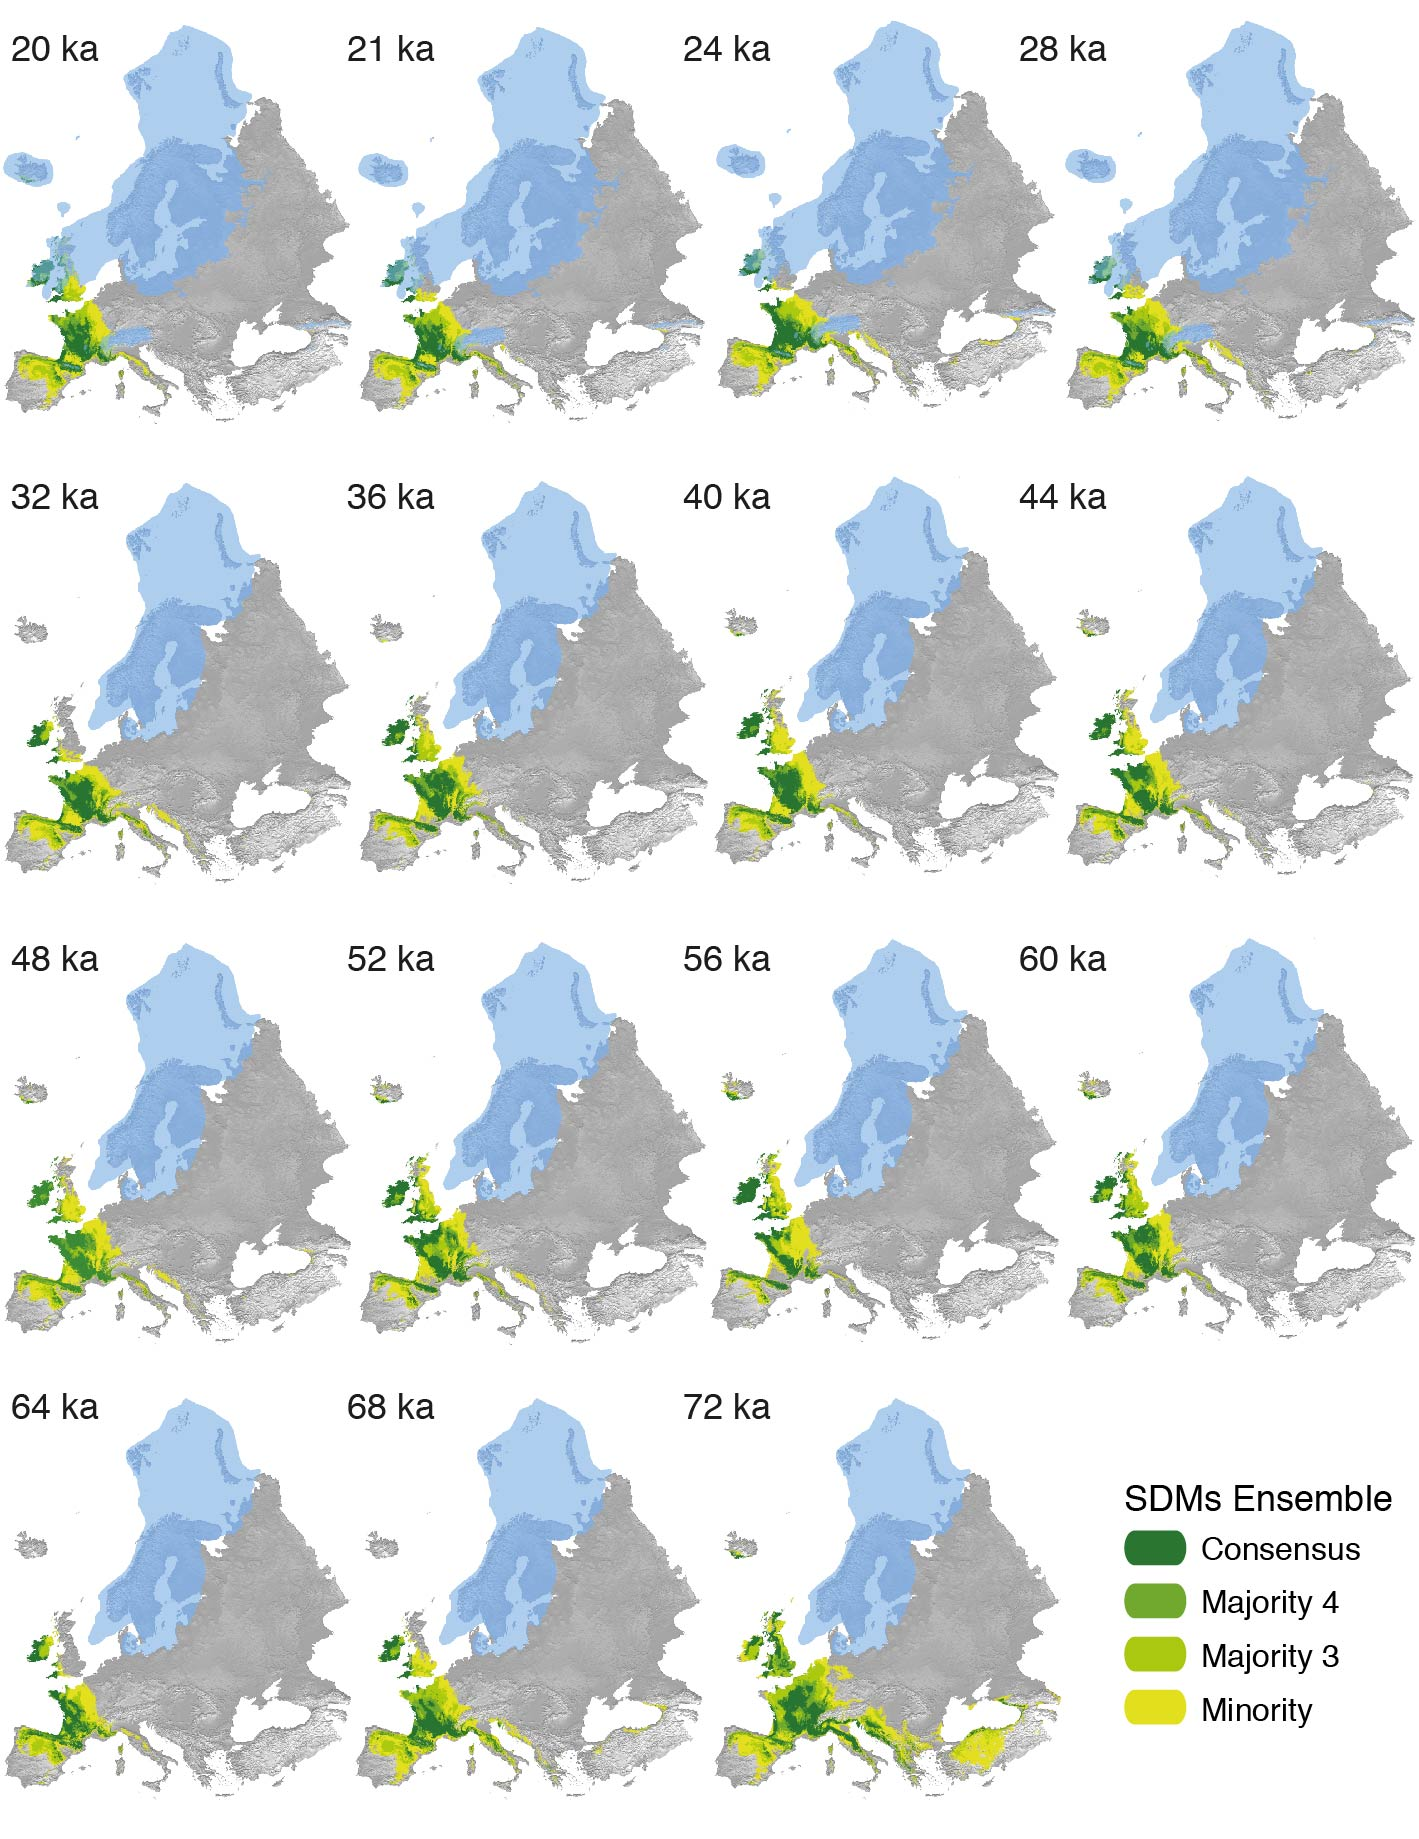 20 ka
21 ka
24 ka
28 ka
32 ka
36 ka
40 ka
44 ka
48 ka
52 ka
56 ka
60 ka
64 ka
68 ka
72 ka
SDMs Ensemble
Consensus
Majority 4
Majority 3
Minority